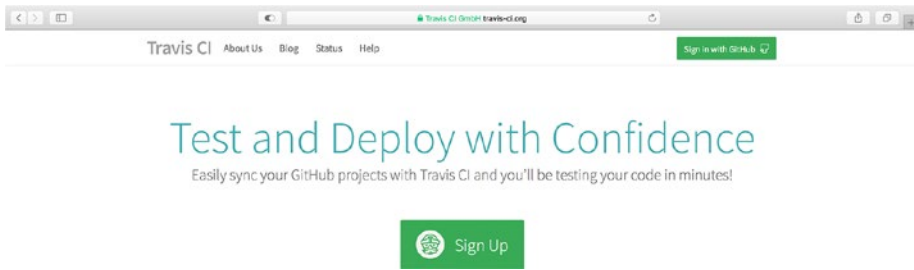 Travis CI GmbH travis-ci.org
Travis CI About Us Blog Status Help Sign in with GitHub
Test and Deploy with Confidence
Easily sync your GitHub projects with Travis CI and you'll be testing your code in minutes!
Sign Up